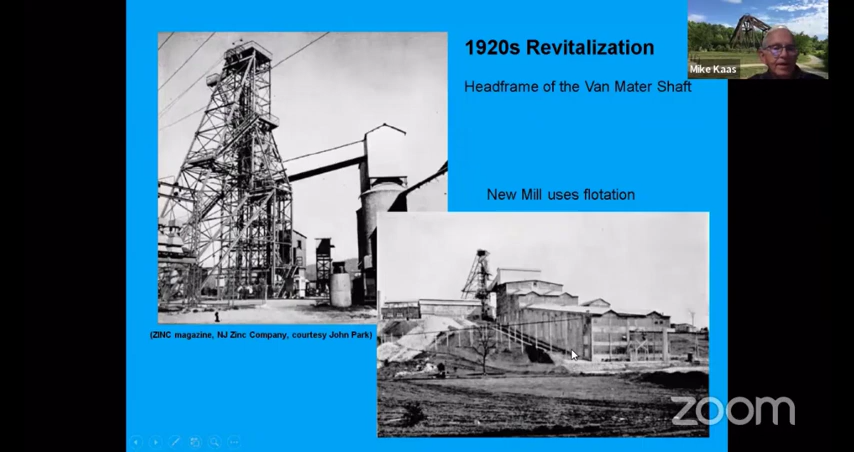 1920s Revitalization
Mike Kaas
Headframe of the Van Mater Shaft
New Mill uses flotation
1
(ZINC magazine, NJ Zinc Company, courtesy John Park)
zoom